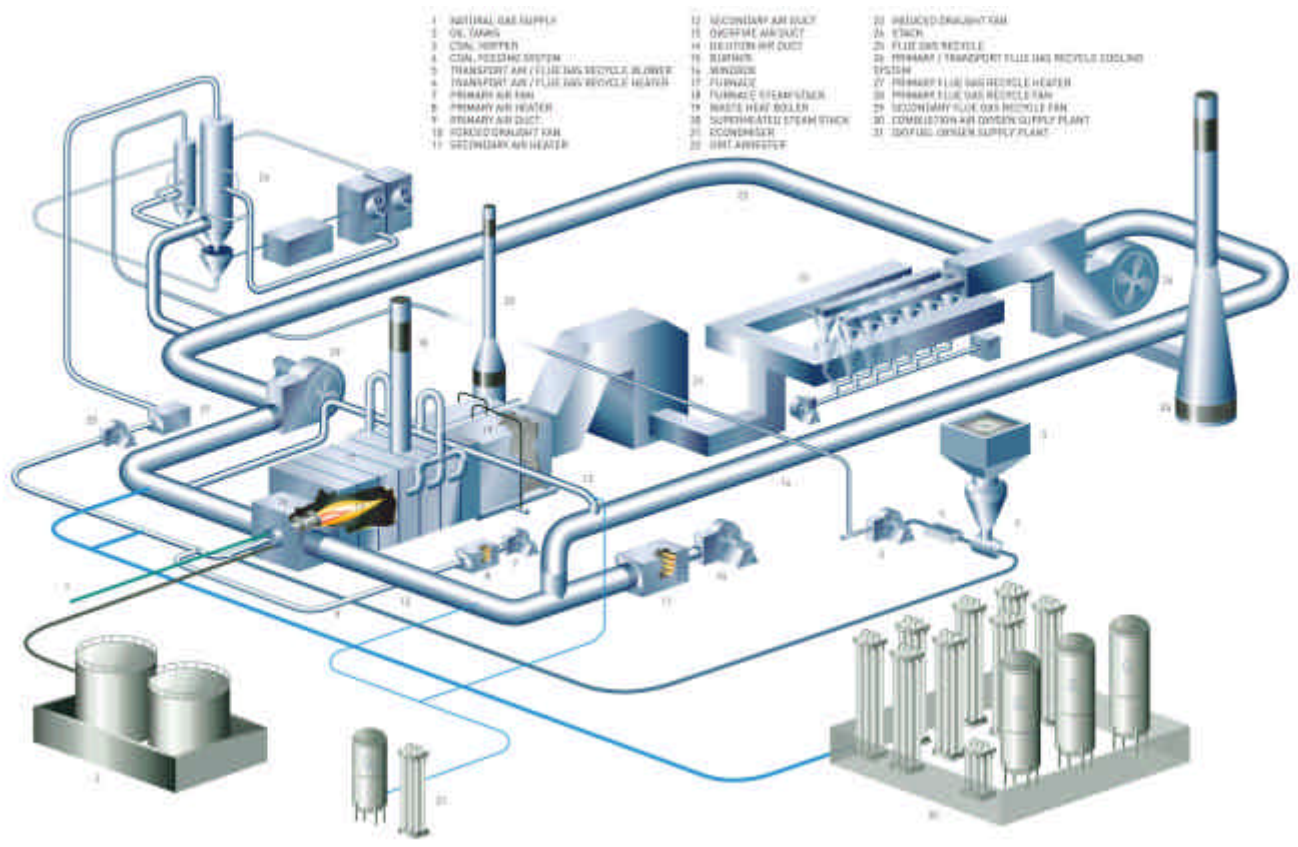 1 NATURAL GAS SUPPLY
2 OIL TANKS
3 COAL HOPPER
4 COAL FEEDING SYSTEM
5 TRANSPORT AIR / FLUE GAS RECYCLE BLOWER
6 TRANSPORT AIR / FLUE GAS RECYCLE HEATER
7 PRIMARY AIR FAN
8 PRIMARY AIR HEATER
9 PRIMARY AIR DUCT
10 FORCED DRAUGHT FAN
11 SECONDARY AIR HEATER
12 SECONDARY AIR DUCT
13 OVERFIRE AIR DUCT
14 DILUTION AIR DUCT
15 BURNER
16 WINDBOX
17 FURNACE
18 FURNACE STEAM STACK
19 WASTE HEAT BOILER
20 SUPERHEATED STEAM STACK
21 ECONOMISER
22 GRIT ARRESTER
23 INDUCED DRAUGHT FAN
24 STACK
25 FLUE GAS RECYCLE
26 PRIMARY / TRANSPORT FLUE GAS RECYCLE COOLING
SYSTEM
27 PRIMARY FLUE GAS RECYCLE HEATER
28 PRIMARY FLUE GAS RECYCLE FAN
29 SECONDARY FLUE GAS RECYCLE FAN
30 COMBUSTION AIR OXYGEN SUPPLY PLANT
31 OXYFUEL OXYGEN SUPPLY PLANT